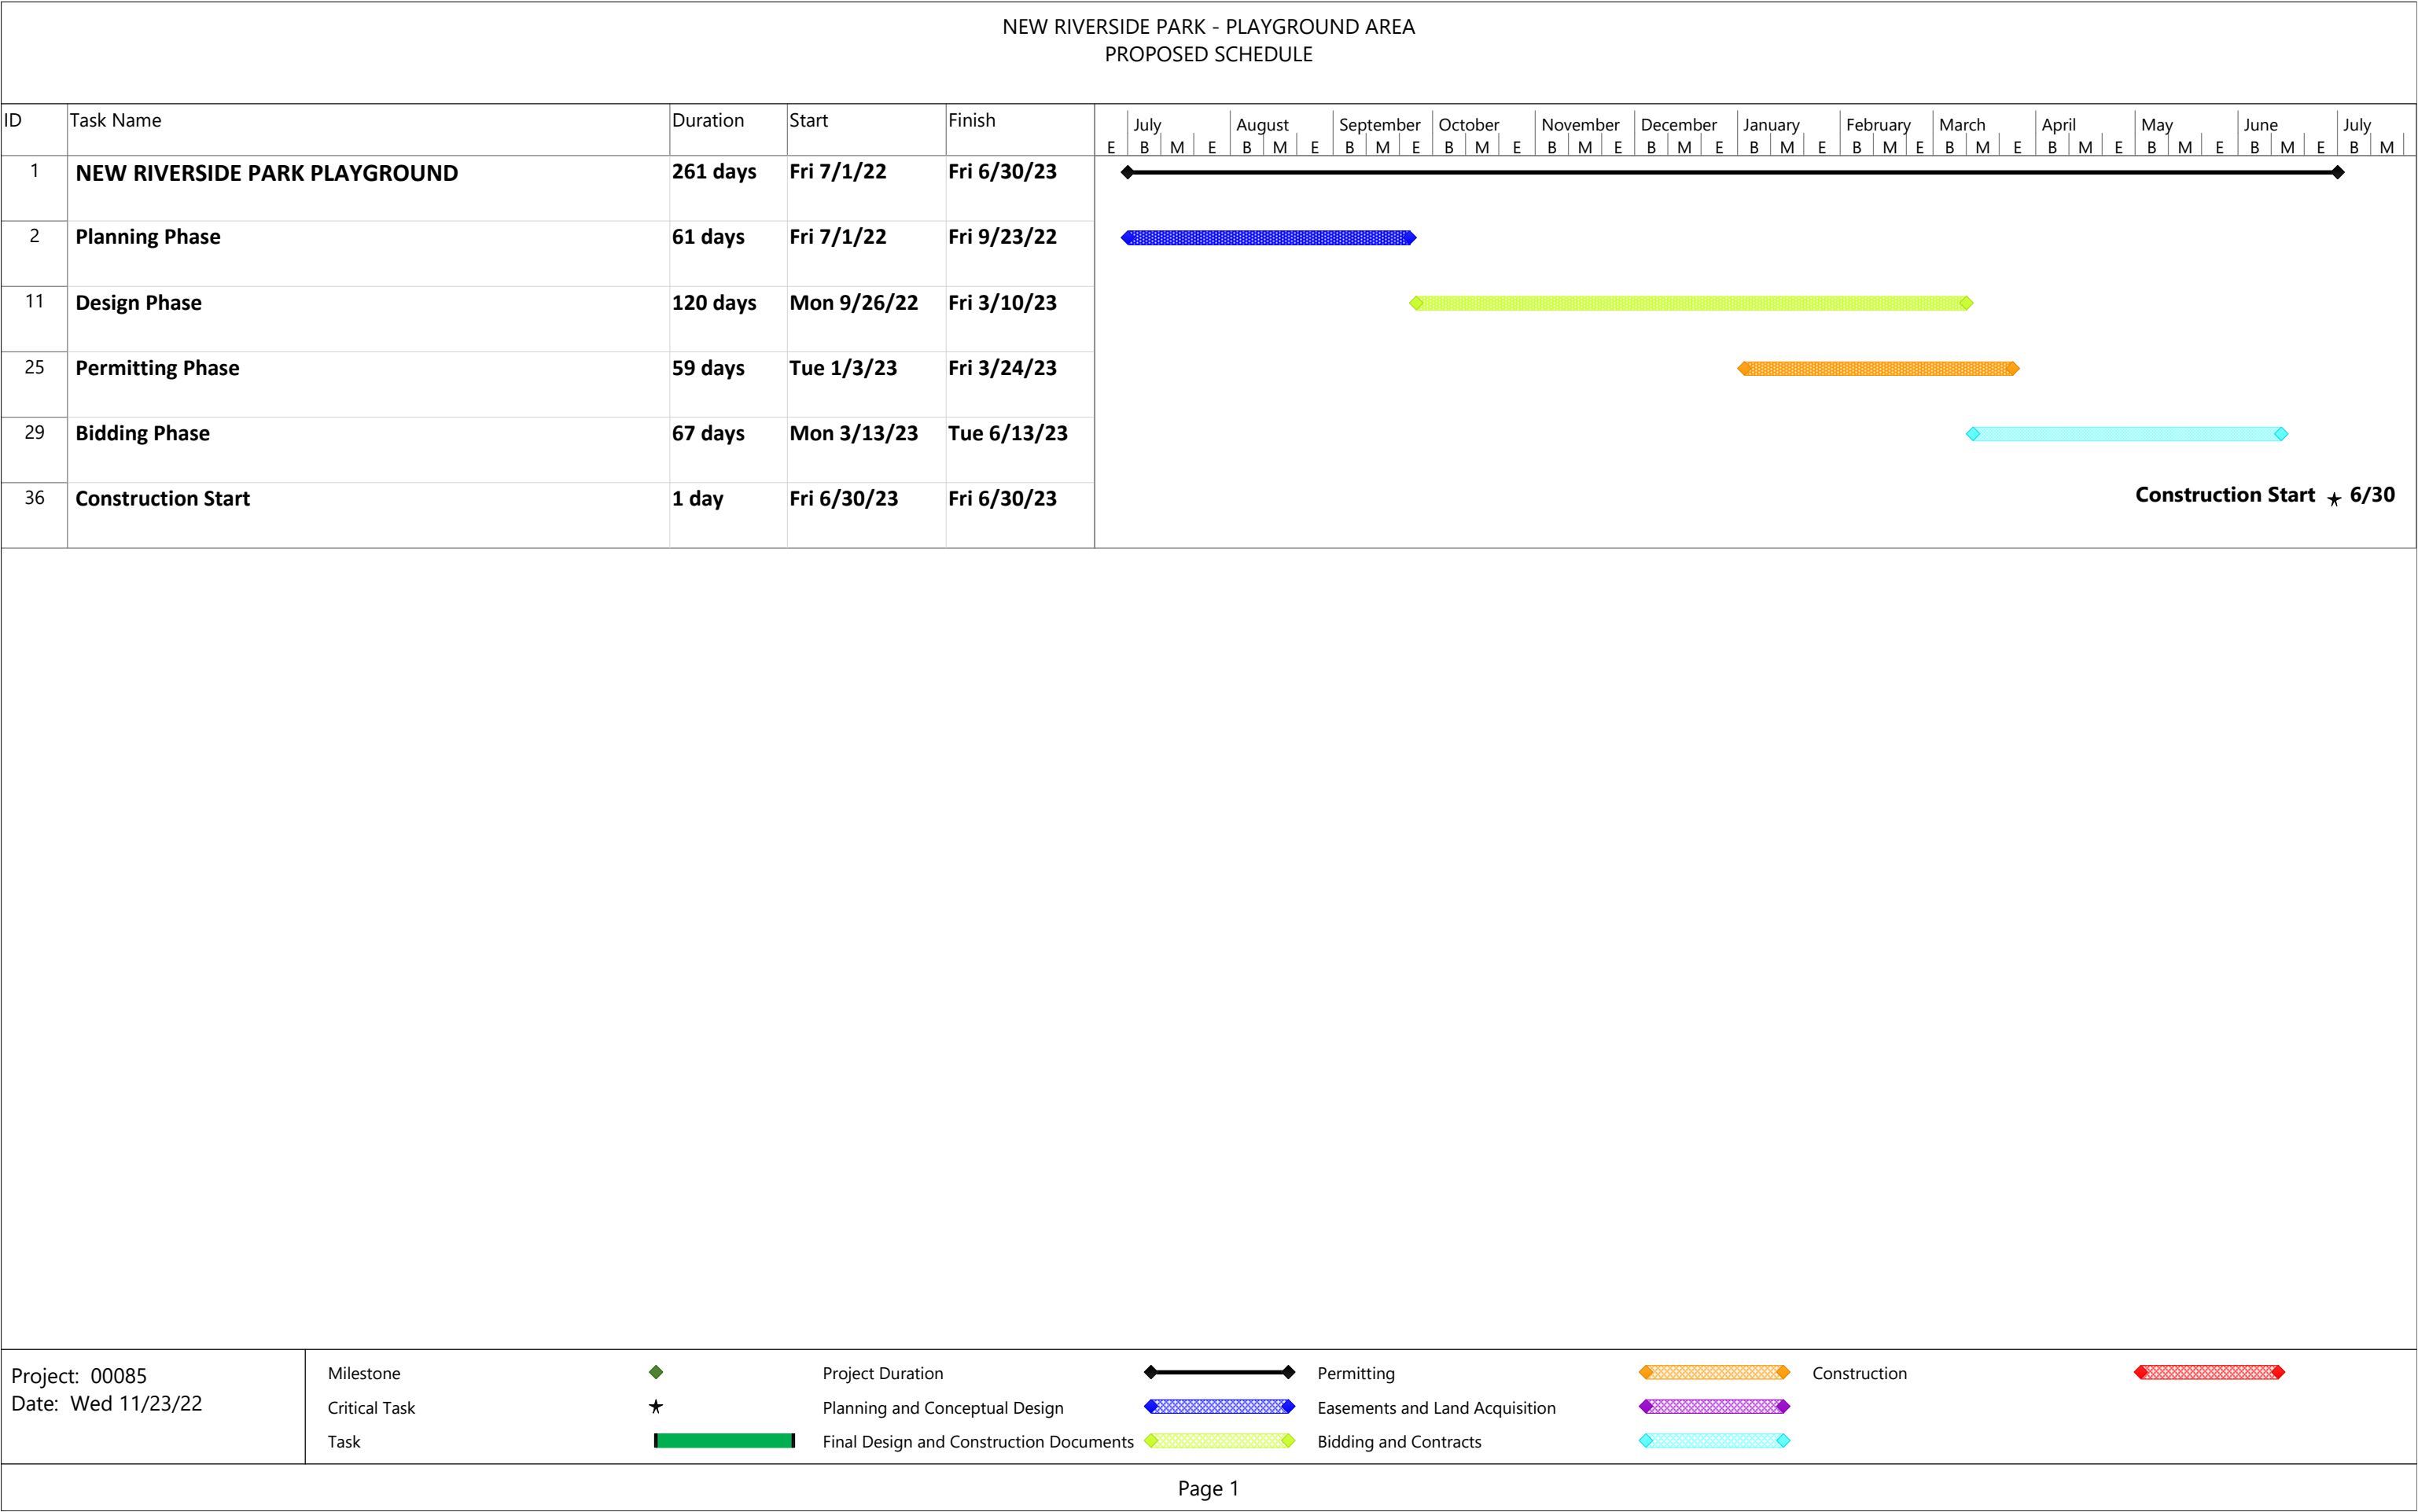 NEW RIVERSIDE PARK - PLAYGROUND AREA
PROPOSED SCHEDULE
ID Task Name Duration Start Finish
July August September October November December January February March April May June July
E B M E B M E B M E B M E B M E B M E B M E B M E B M E B M E B M E B M E B M
1 NEW RIVERSIDE PARK PLAYGROUND 261 days Fri 7/1/22 Fri 6/30/23
2 Planning Phase 61 days Fri 7/1/22 Fri 9/23/22
11 Design Phase 120 days Mon 9/26/22 Fri 3/10/23
25 Permitting Phase 59 days Tue 1/3/23 Fri 3/24/23
29 Bidding Phase 67 days Mon 3/13/23 Tue 6/13/23
36 Construction Start 1 day Fri 6/30/23 Fri 6/30/23 Construction Start 6/30
Project: 00085
Date: Wed 11/23/22
Milestone Project Duration Permitting Construction
Critical Task Planning and Conceptual Design Easements and Land Acquisition
Task Final Design and Construction Documents Bidding and Contracts
Page 1